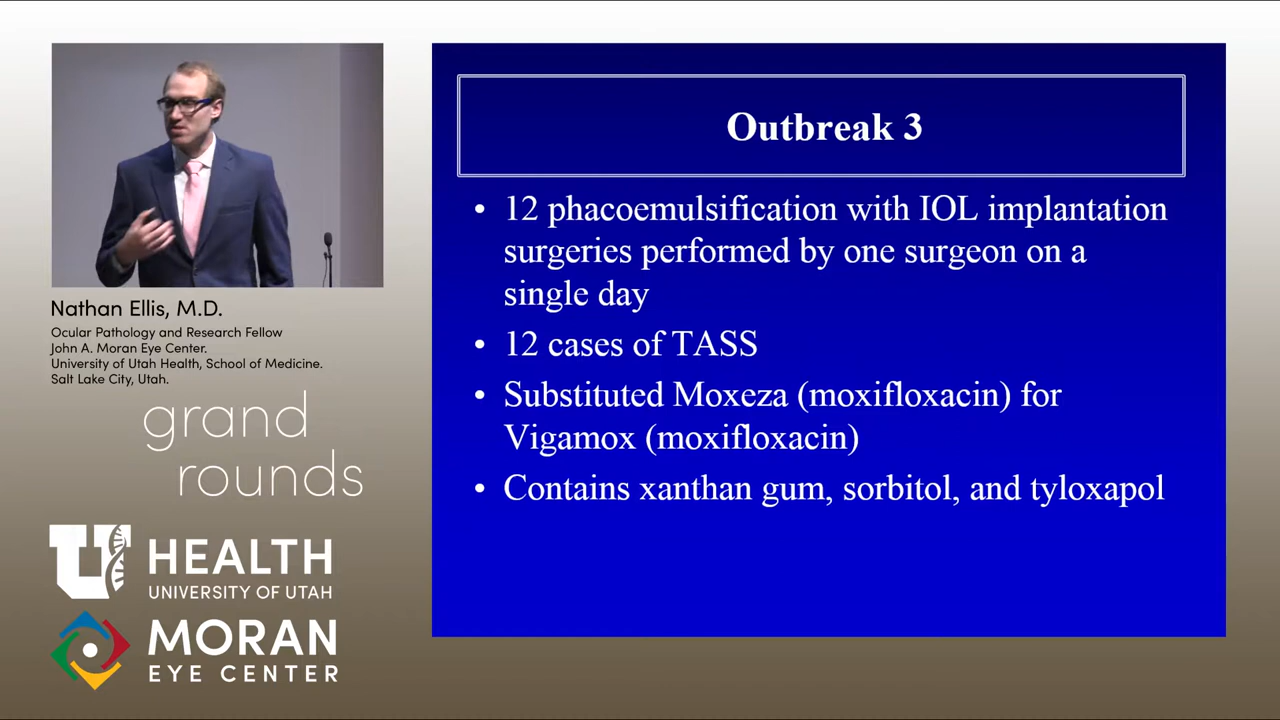 Outbreak 3
• 12 phacoemulsification with IOL implantation
surgeries performed by one surgeon on a
single day
• 12 cases of TASS
• Substituted Moxeza (moxifloxacin) for
Vigamox (moxifloxacin)
• Contains xanthan gum, sorbitol, and tyloxapol
Nathan Ellis, M.D.
Ocular Pathology and Research Fellow
John A. Moran Eye Center.
University of Utah Health, School of Medicine.
Salt Lake City, Utah.
grand
rounds
U HEALTH
UNIVERSITY OF UTAH
MORAN
EYE CENTER